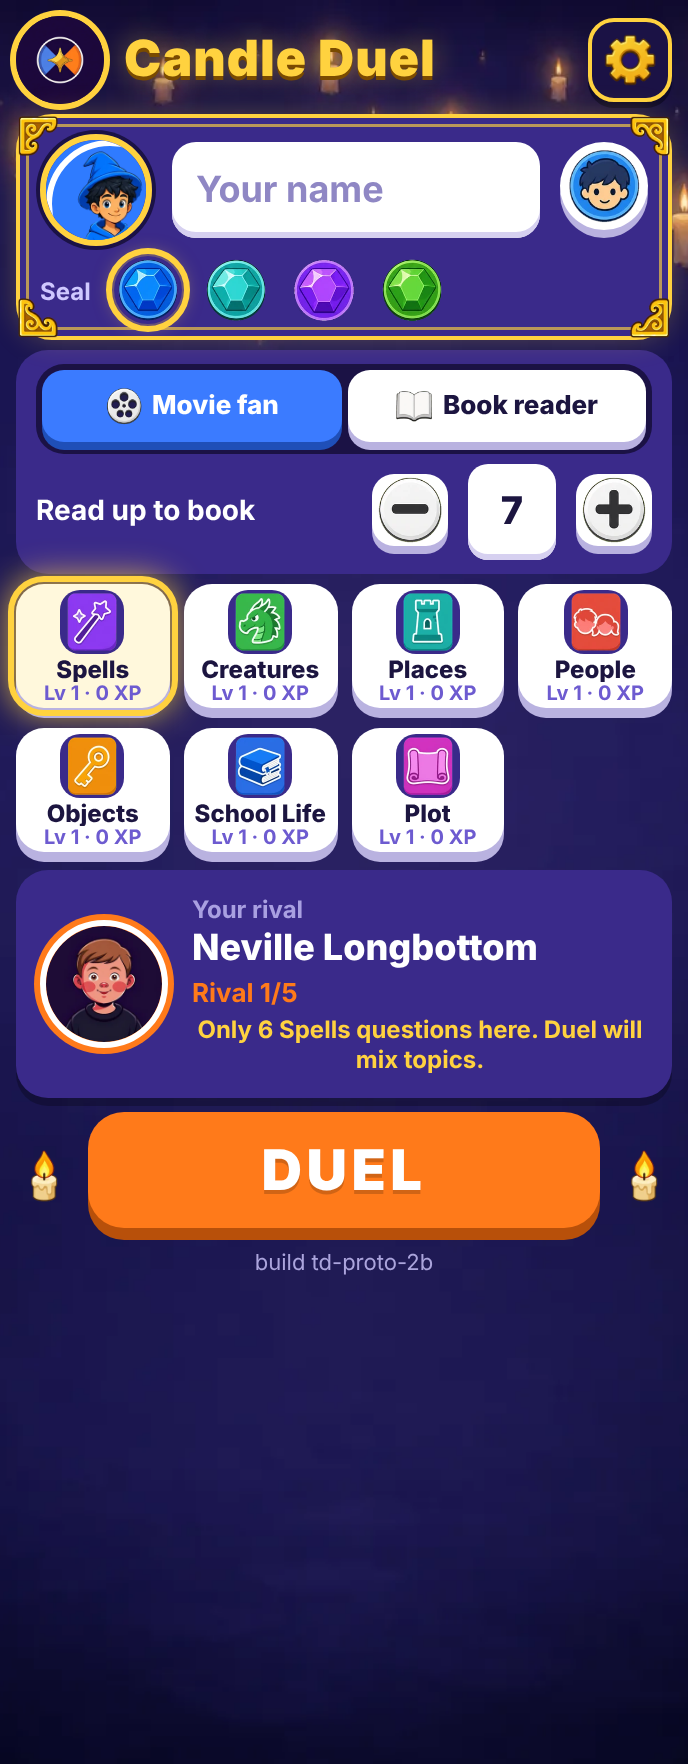 Candle Duel
Your name
Seal
Movie fan
Book reader
Read up to book
7
Spells
Lv 1 · 0 XP
Creatures
Lv 1 · 0 XP
Places
Lv 1 · 0 XP
People
Lv 1 · 0 XP
Objects
Lv 1 · 0 XP
School Life
Lv 1 · 0 XP
Plot
Lv 1 · 0 XP
Your rival
Neville Longbottom
Rival 1/5
Only 6 Spells questions here. Duel will
mix topics.
DUEL
build td-proto-2b